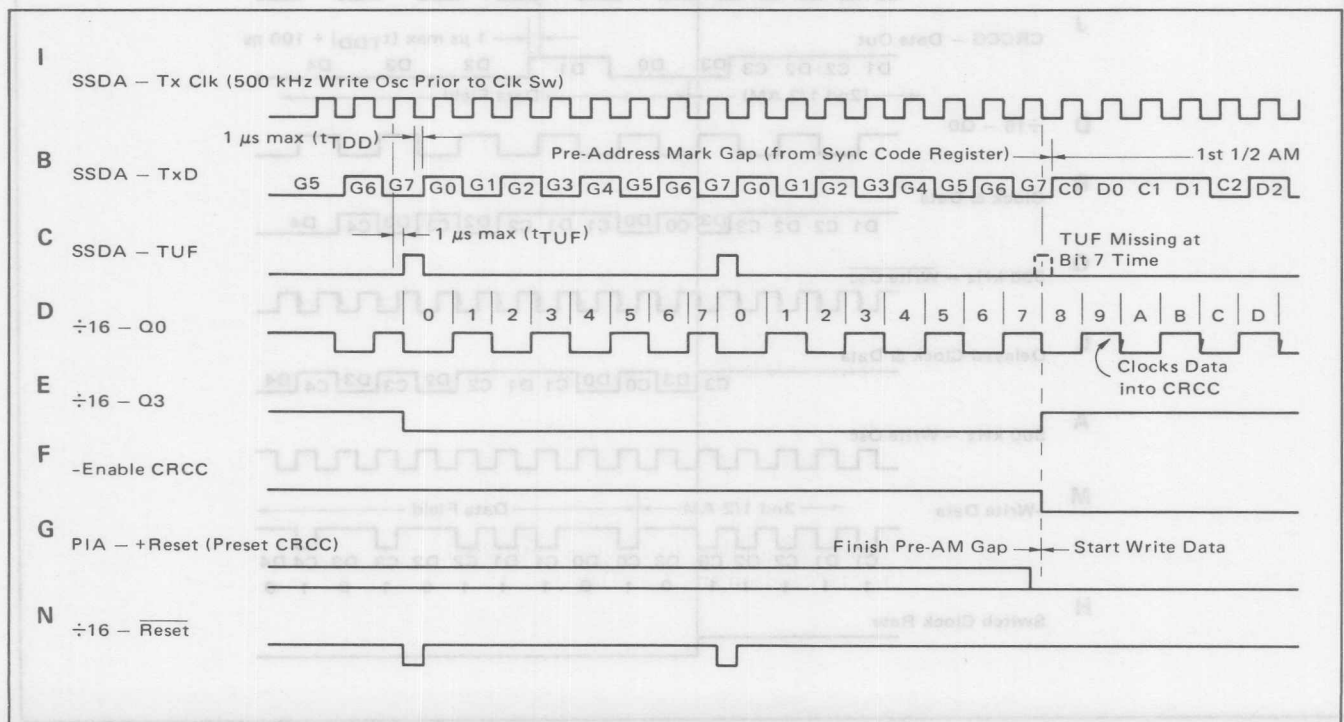 I
SSDA – Tx Clk (500 kHz Write Osc Prior to Clk Sw)
1 µs max (tTDD)
B
Pre-Address Mark Gap (from Sync Code Register)
1st 1/2 AM
SSDA – TxD
G5 G6 G7 G0 G1 G2 G3 G4 G5 G6 G7 G0 G1 G2 G3 G4 G5 G6 G7 C0 D0 C1 D1 C2 D2
C
1 µs max (tTUF)
SSDA – TUF
TUF Missing at
Bit 7 Time
D
0 1 2 3 4 5 6 7 0 1 2 3 4 5 6 7 8 9 A B C D
÷16 – Q0
Clocks Data
into CRCC
E
÷16 – Q3
F
-Enable CRCC
G
PIA – +Reset (Preset CRCC)
Finish Pre-AM Gap
Start Write Data
N
÷16 – Reset